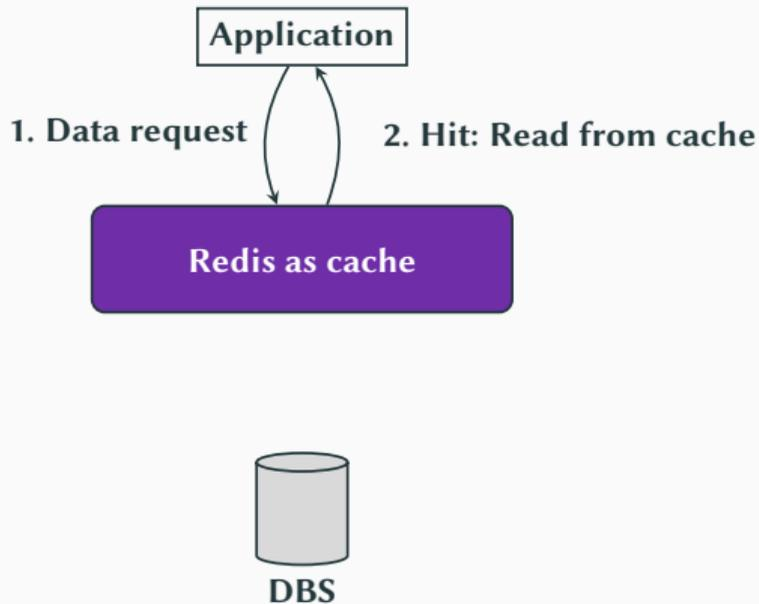 Application
1. Data request
2. Hit: Read from cache
Redis as cache
DBS